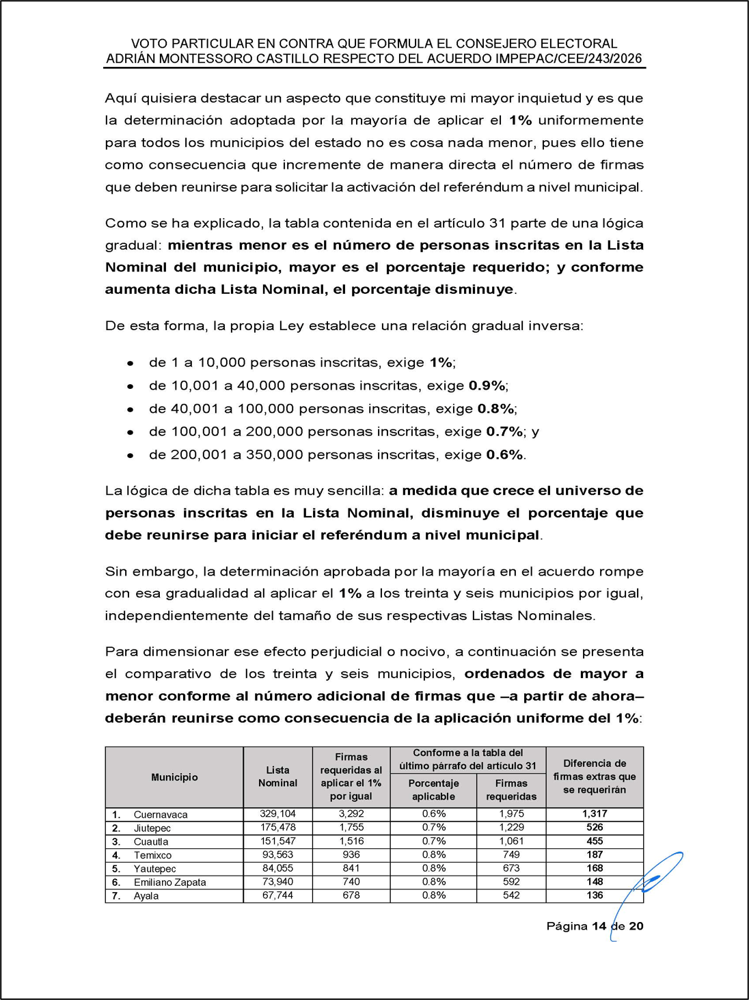 VOTO PARTICULAR EN CONTRA QUE FORMULA EL CONSEJERO ELECTORAL
ADRIÁN MONTESSORO CASTILLO RESPECTO DEL ACUERDO IMPEPAC/CEE/243/2026
Aquí quisiera destacar un aspecto que constituye mi mayor inquietud y es que
la determinación adoptada por la mayoría de aplicar el 1% uniformemente
para todos los municipios del estado no es cosa nada menor, pues ello tiene
como consecuencia que incremente de manera directa el número de firmas
que deben reunirse para solicitar la activación del referéndum a nivel municipal.
Como se ha explicado, la tabla contenida en el artículo 31 parte de una lógica
gradual: mientras menor es el número de personas inscritas en la Lista
Nominal del municipio, mayor es el porcentaje requerido; y conforme
aumenta dicha Lista Nominal, el porcentaje disminuye.
De esta forma, la propia Ley establece una relación gradual inversa:
• de 1 a 10,000 personas inscritas, exige 1%;
• de 10,001 a 40,000 personas inscritas, exige 0.9%;
• de 40,001 a 100,000 personas inscritas, exige 0.8%;
• de 100,001 a 200,000 personas inscritas, exige 0.7%; y
• de 200,001 a 350,000 personas inscritas, exige 0.6%.
La lógica de dicha tabla es muy sencilla: a medida que crece el universo de
personas inscritas en la Lista Nominal, disminuye el porcentaje que
debe reunirse para iniciar el referéndum a nivel municipal.
Sin embargo, la determinación aprobada por la mayoría en el acuerdo rompe
con esa gradualidad al aplicar el 1% a los treinta y seis municipios por igual,
independientemente del tamaño de sus respectivas Listas Nominales.
Para dimensionar ese efecto perjudicial o nocivo, a continuación se presenta
el comparativo de los treinta y seis municipios, ordenados de mayor a
menor conforme al número adicional de firmas que –a partir de ahora–
deberán reunirse como consecuencia de la aplicación uniforme del 1%:
Municipio
Lista
Nominal
Firmas
requeridas al
aplicar el 1%
por igual
Conforme a la tabla del
último párrafo del artículo 31
Porcentaje
aplicable
Firmas
requeridas
Diferencia de
firmas extras que
se requerirán
1. Cuernavaca 329,104 3,292 0.6% 1,975 1,317
2. Jiutepec 175,478 1,755 0.7% 1,229 526
3. Cuautla 151,547 1,516 0.7% 1,061 455
4. Temixco 93,563 936 0.8% 749 187
5. Yautepec 84,055 841 0.8% 673 168
6. Emiliano Zapata 73,940 740 0.8% 592 148
7. Ayala 67,744 678 0.8% 542 136
Página 14 de 20